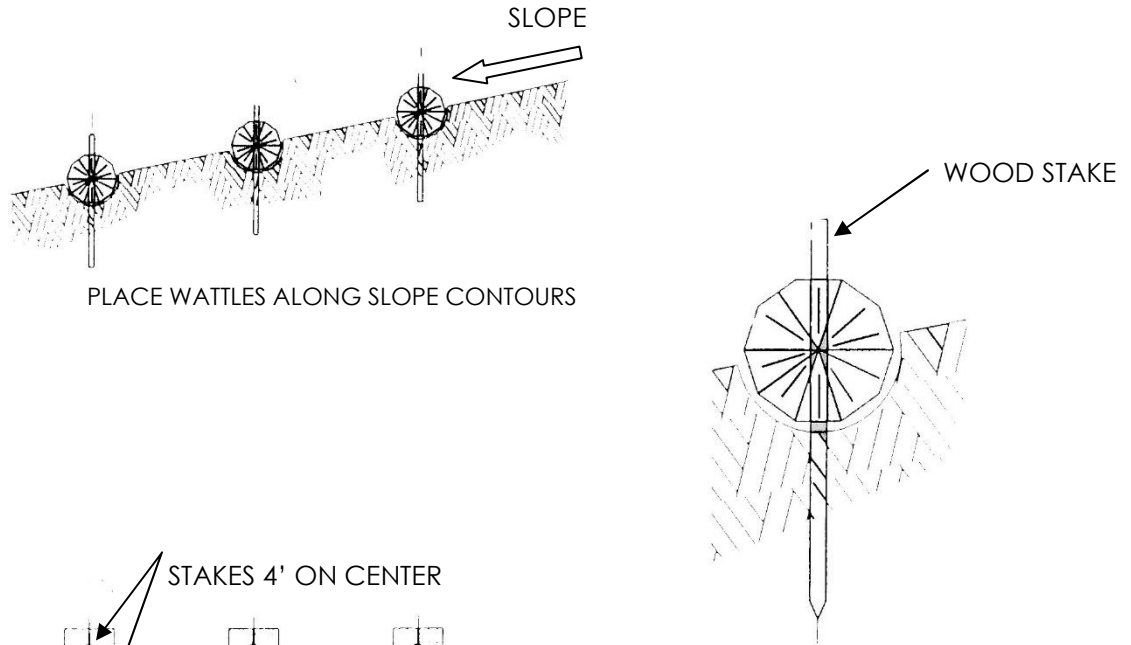 SLOPE
WOOD STAKE
PLACE WATTLES ALONG SLOPE CONTOURS
STAKES 4’ ON CENTER